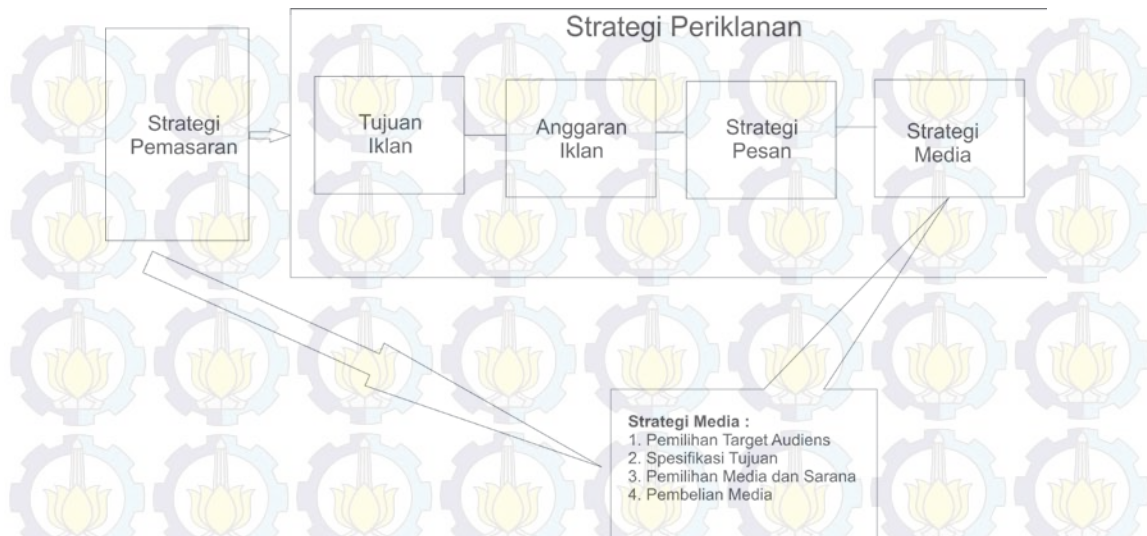 Strategi Periklanan
Strategi
Pemasaran
Tujuan
Iklan
Anggaran
Iklan
Strategi
Pesan
Strategi
Media
Strategi Media :
1. Pemilihan Target Audiens
2. Spesifikasi Tujuan
3. Pemilihan Media dan Sarana
4. Pembelian Media